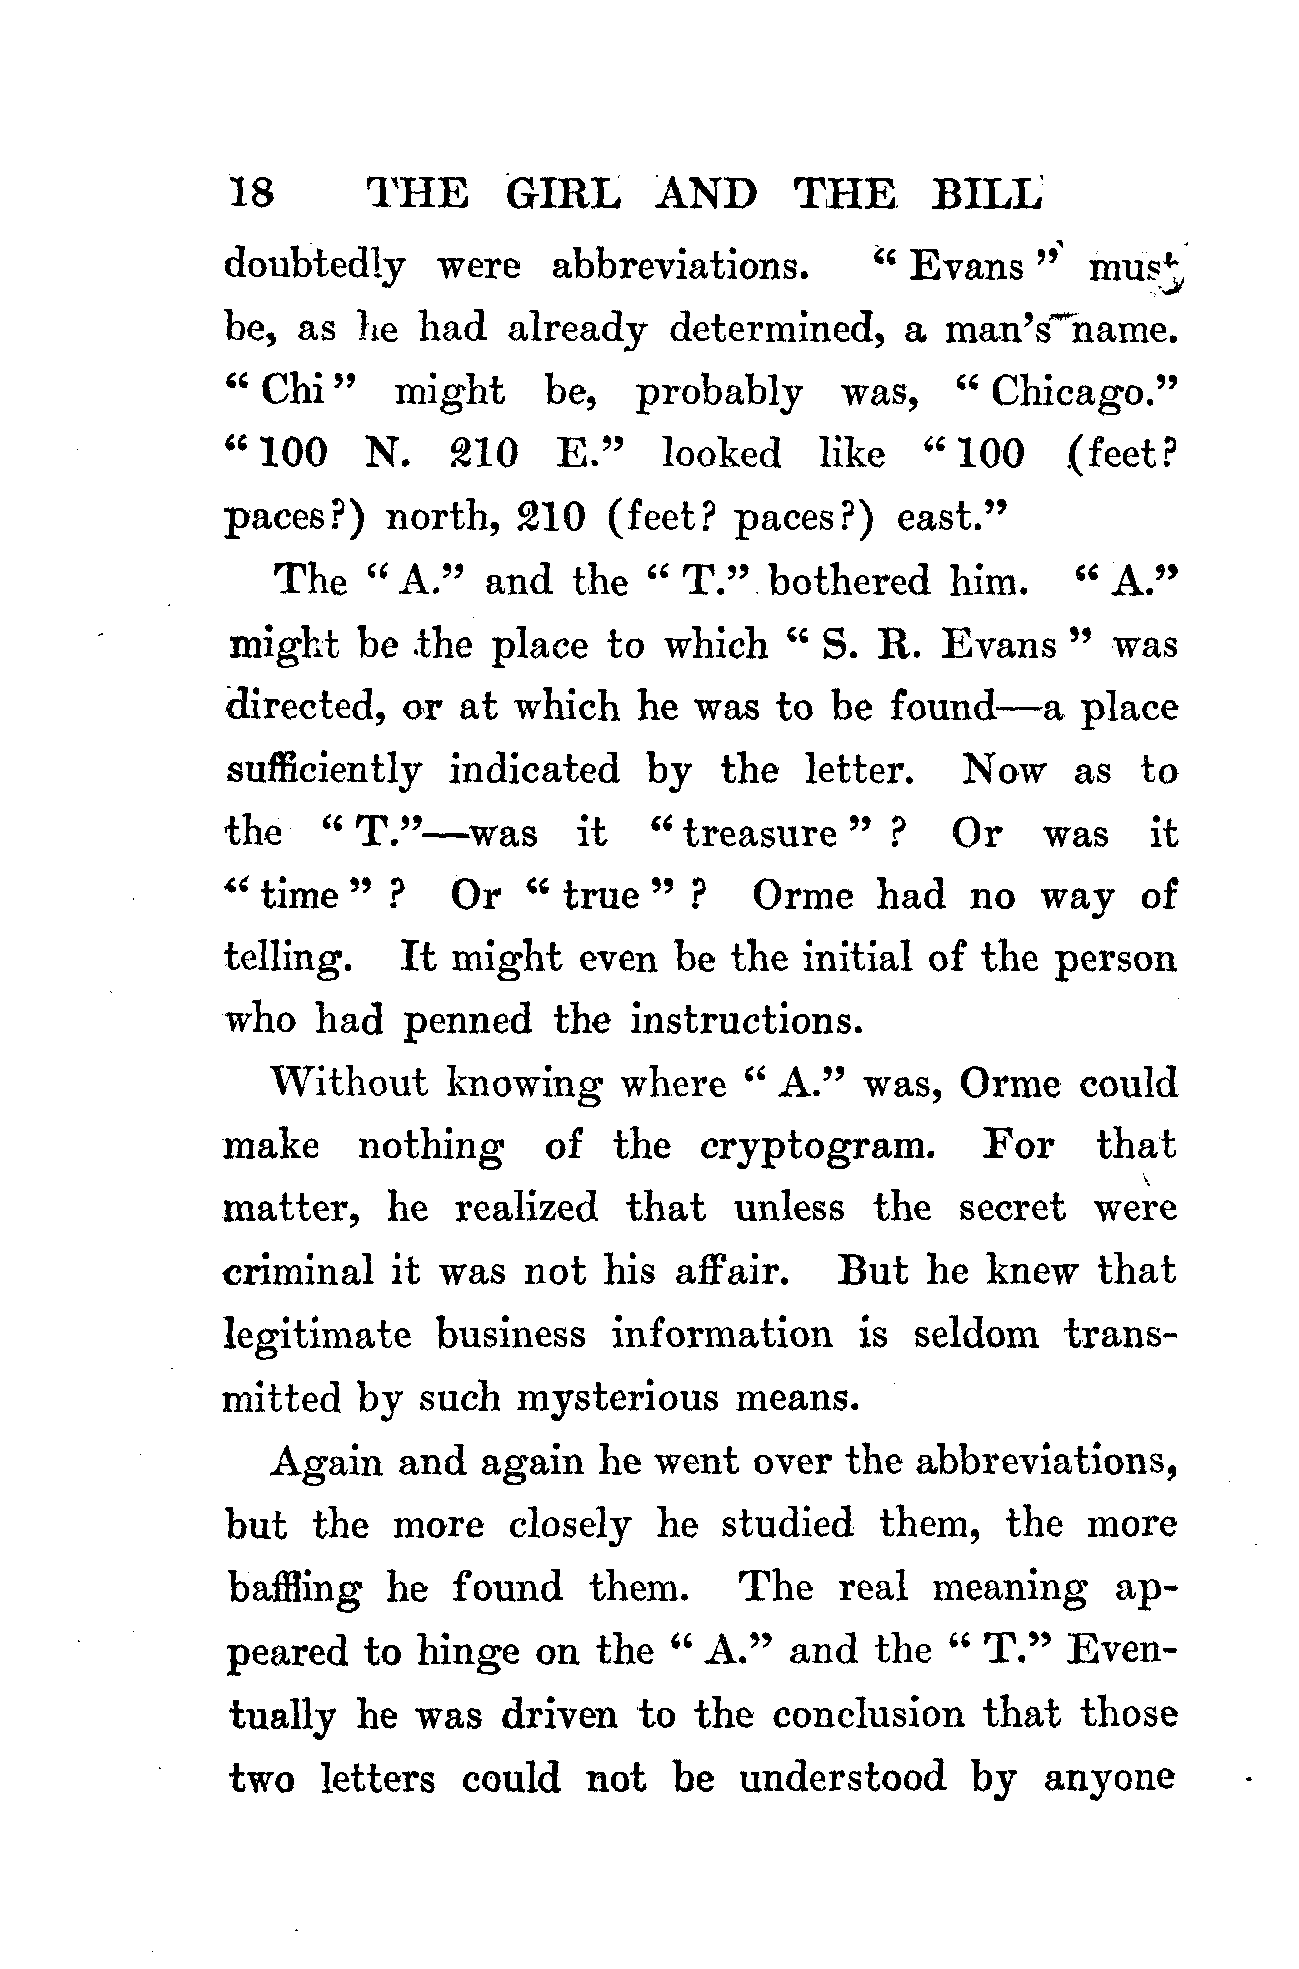 18 THE GIRL AND THE BILL
doubtedly were abbreviations. “Evans” must
be, as he had already determined, a man’s name.
“Chi” might be, probably was, “Chicago.”
“100 N. 210 E.” looked like “100 (feet?
paces?) north, 210 (feet? paces?) east.”
The “A.” and the “T.” bothered him. “A.”
might be the place to which “S. R. Evans” was
directed, or at which he was to be found—a place
sufficiently indicated by the letter. Now as to
the “T.”—was it “treasure”? Or was it
“time”? Or “true”? Orme had no way of
telling. It might even be the initial of the person
who had penned the instructions.
Without knowing where “A.” was, Orme could
make nothing of the cryptogram. For that
matter, he realized that unless the secret were
criminal it was not his affair. But he knew that
legitimate business information is seldom trans-
mitted by such mysterious means.
Again and again he went over the abbreviations,
but the more closely he studied them, the more
baffling he found them. The real meaning ap-
peared to hinge on the “A.” and the “T.” Even-
tually he was driven to the conclusion that those
two letters could not be understood by anyone